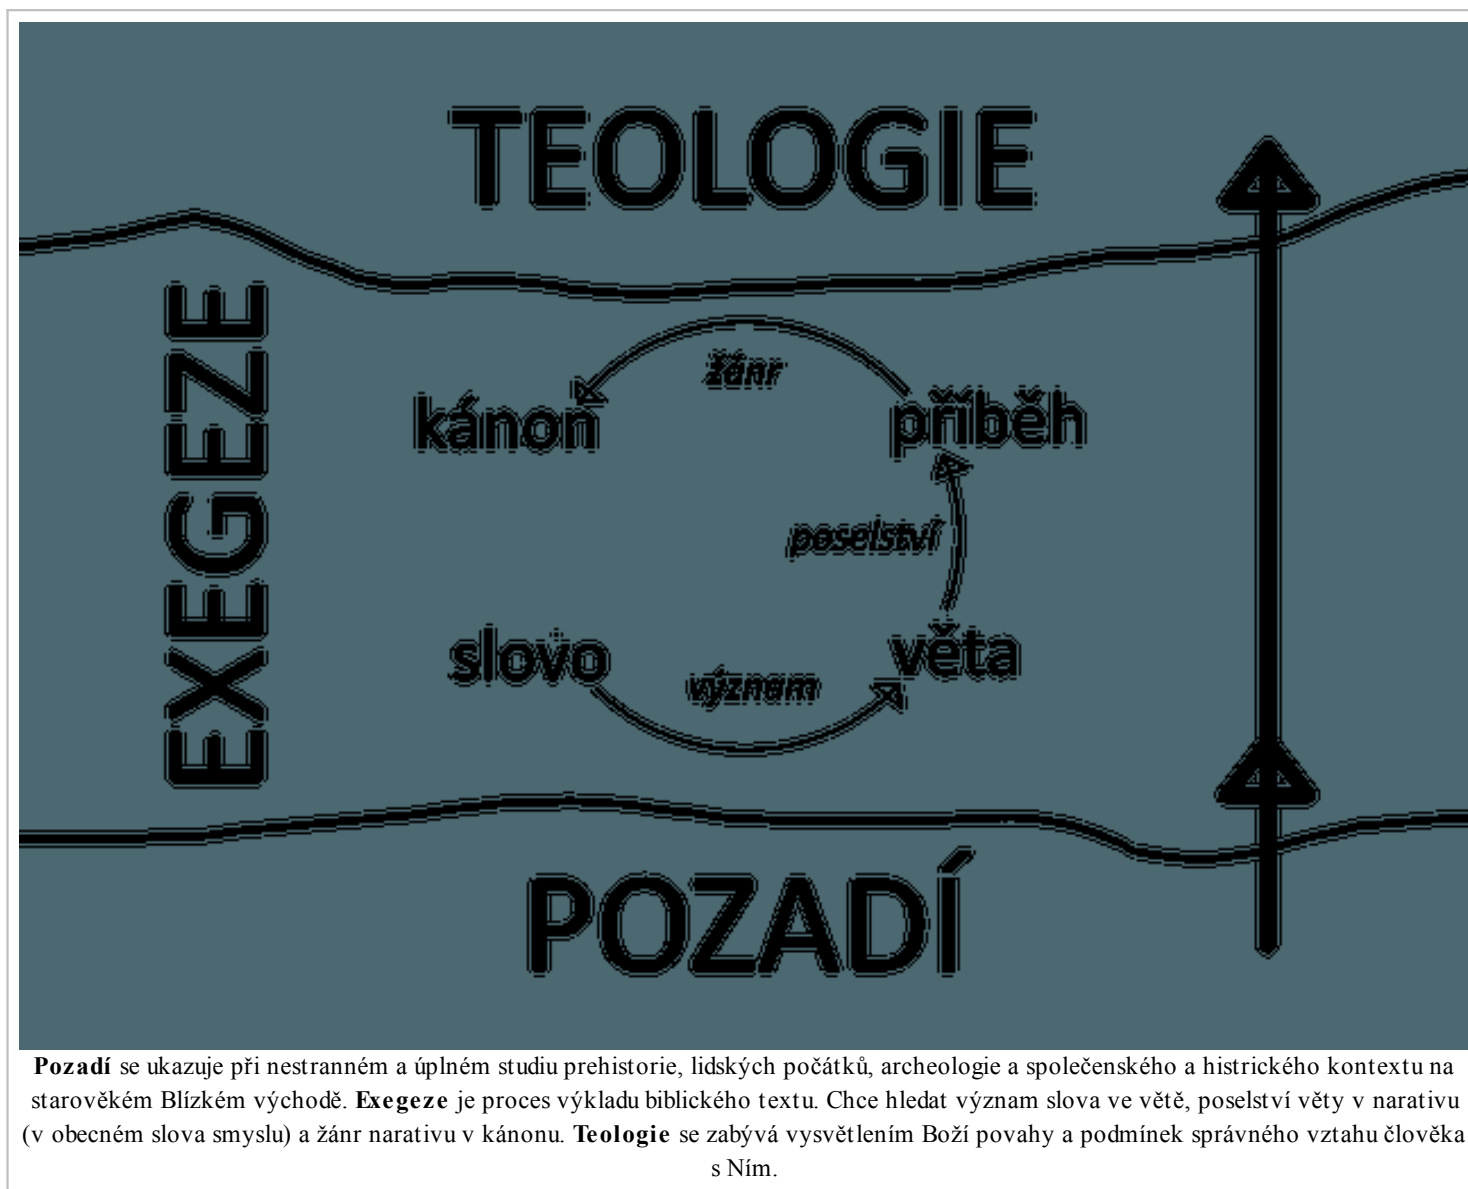 TEOLOGIE
EXEGEZE
žánr
kánon
příběh
poselství
slovo
věta
význam
POZADÍ
Pozadí se ukazuje při nestranném a úplném studiu prehistorie, lidských počátků, archeologie a společenského a histrického kontextu na
starověkém Blízkém východě. Exegeze je proces výkladu biblického textu. Chce hledat význam slova ve větě, poselství věty v narativu
(v obecném slova smyslu) a žánr narativu v kánonu. Teologie se zabývá vysvětlením Boží povahy a podmínek správného vztahu člověka
s Ním.